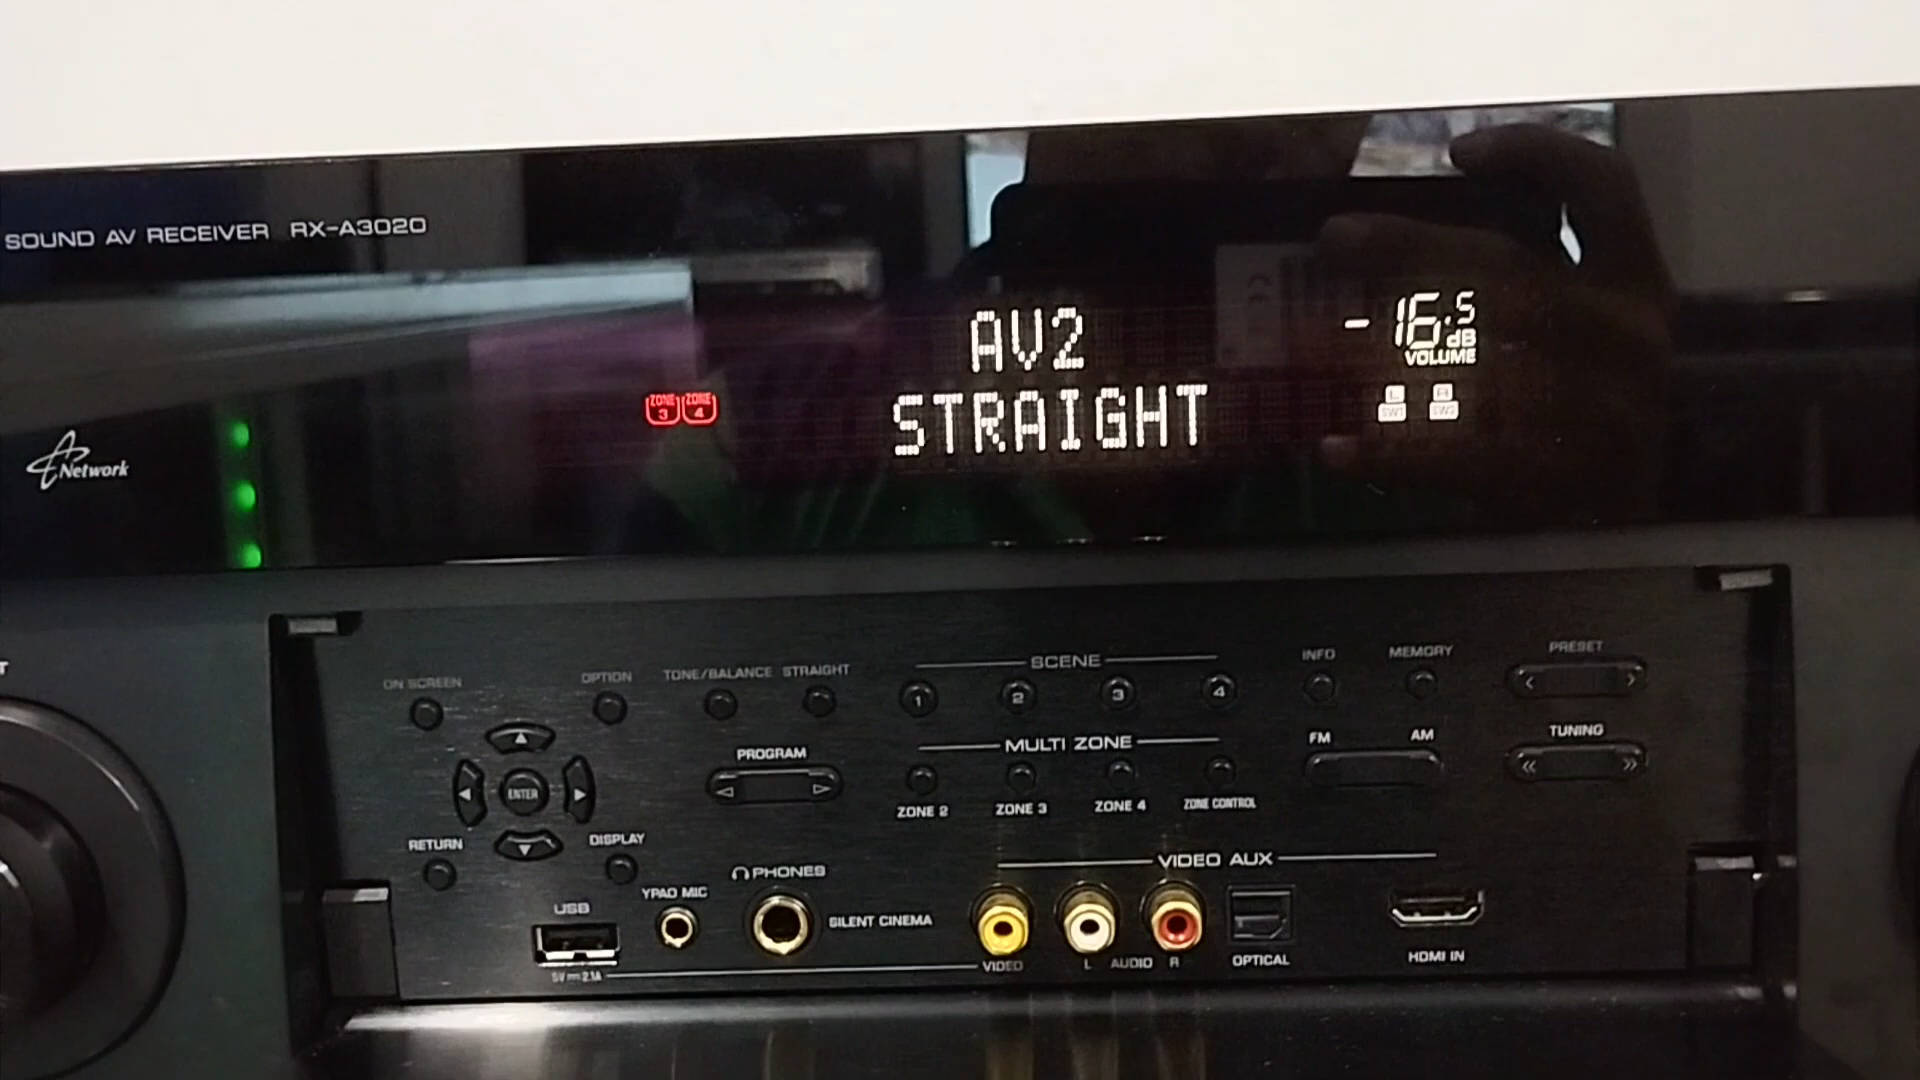 SOUND AV RECEIVER RX-A3020
AV2
-16.5
dB
VOLUME
ZONE 3 ZONE 4
STRAIGHT
L R
SW1 SW2
Network
ON SCREEN
OPTION
TONE/BALANCE
STRAIGHT
SCENE
1 2 3 4
INFO
MEMORY
PRESET
PROGRAM
MULTI ZONE
FM AM
TUNING
ENTER
ZONE 2
ZONE 3
ZONE 4
ZONE CONTROL
RETURN
DISPLAY
VIDEO AUX
USB
YPAO MIC
PHONES
SILENT CINEMA
5V 2.1A
VIDEO
L AUDIO R
OPTICAL
HDMI IN